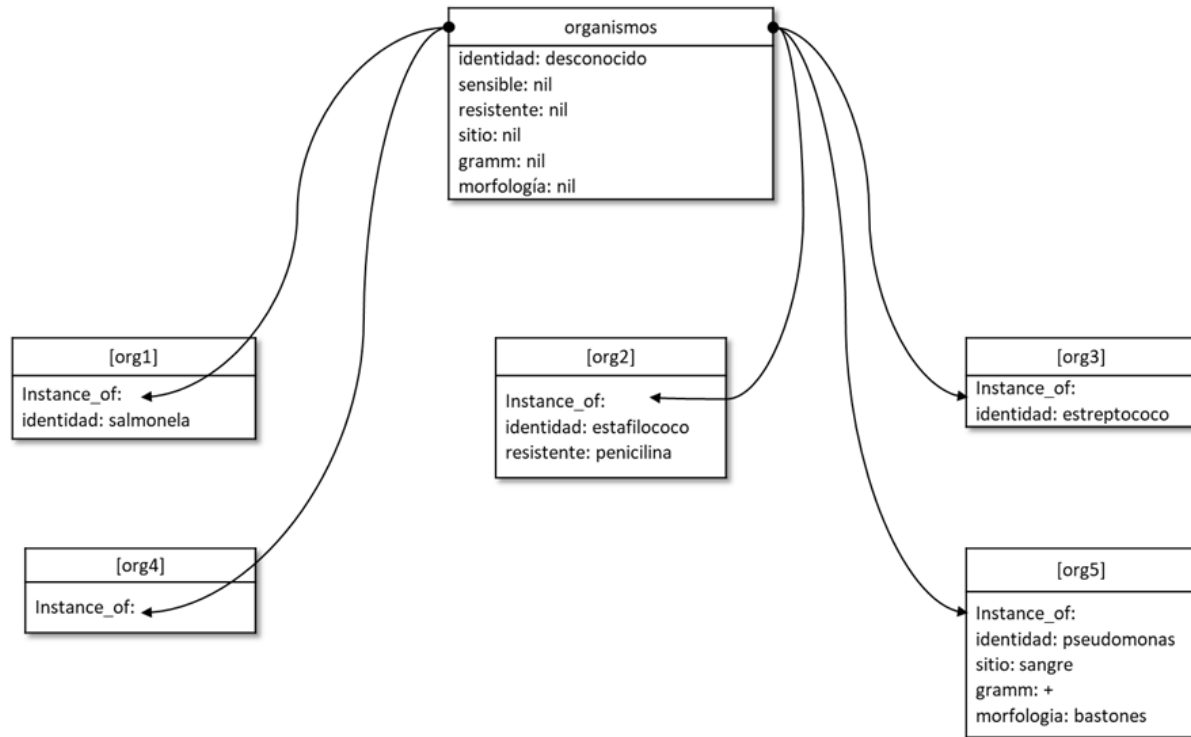 organismos
identidad: desconocido
sensible: nil
resistente: nil
sitio: nil
gramm: nil
morfología: nil
[org1]
Instance_of:
identidad: salmonela
[org2]
Instance_of:
identidad: estafilococo
resistente: penicilina
[org3]
Instance_of:
identidad: estreptococo
[org4]
Instance_of:
[org5]
Instance_of:
identidad: pseudomonas
sitio: sangre
gramm: +
morfologia: bastones